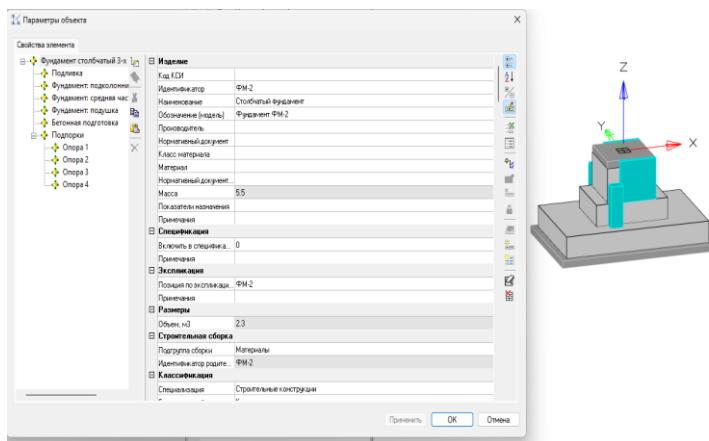 Параметры объекта
Свойства элемента
Фундамент столбчатый 3-х
Подливка
Фундамент: подколонни
Фундамент: средняя час
Фундамент: подушка
Бетонная подготовка
Подпорки
Опора 1
Опора 2
Опора 3
Опора 4
Изделие
Код КСИ
Идентификатор ФМ-2
Наименование Столбчатый фундамент
Обозначение (модель) Фундамент ФМ-2
Производитель
Нормативный документ
Класс материала
Материал
Нормативный документ...
Масса 5.5
Показатели назначения
Примечания
Спецификация
Включить в специфика... 0
Примечания
Экспликация
Позиция по экспликаци... ФМ-2
Примечания
Размеры
Объем, м3 2.3
Строительная сборка
Подгруппа сборки Материалы
Идентификатор родите... ФМ-2
Классификация
Специализация Строительные конструкции
Применить OK Отмена
Z
Y
X